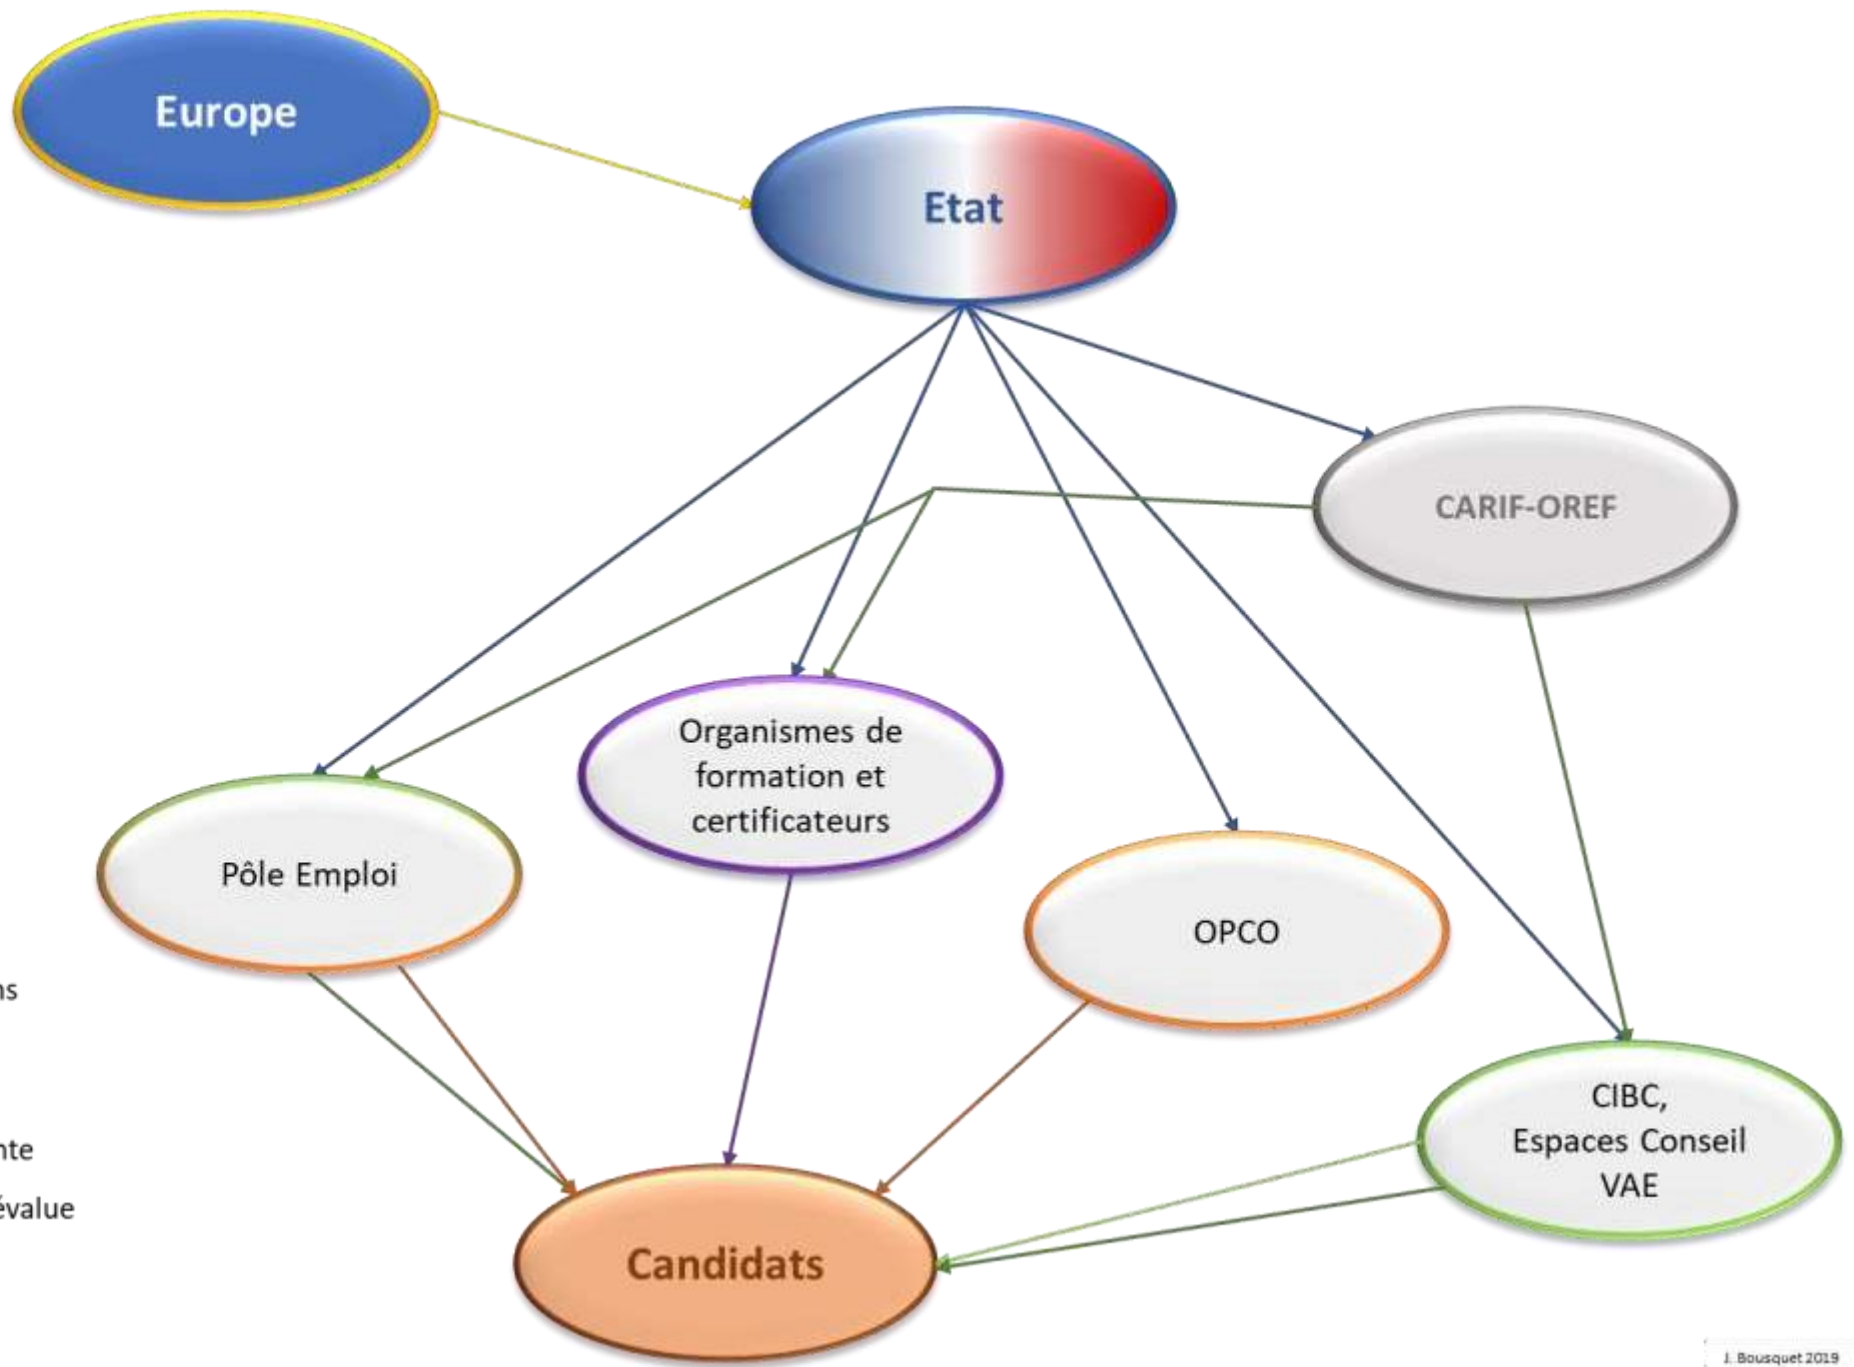 Europe
Etat
CARIF-OREF
Organismes de
formation et
certificateurs
Pôle Emploi
OPCO
ns
CIBC,
Espaces Conseil
VAE
nte
évalue
Candidats
J. Bousquet 2019